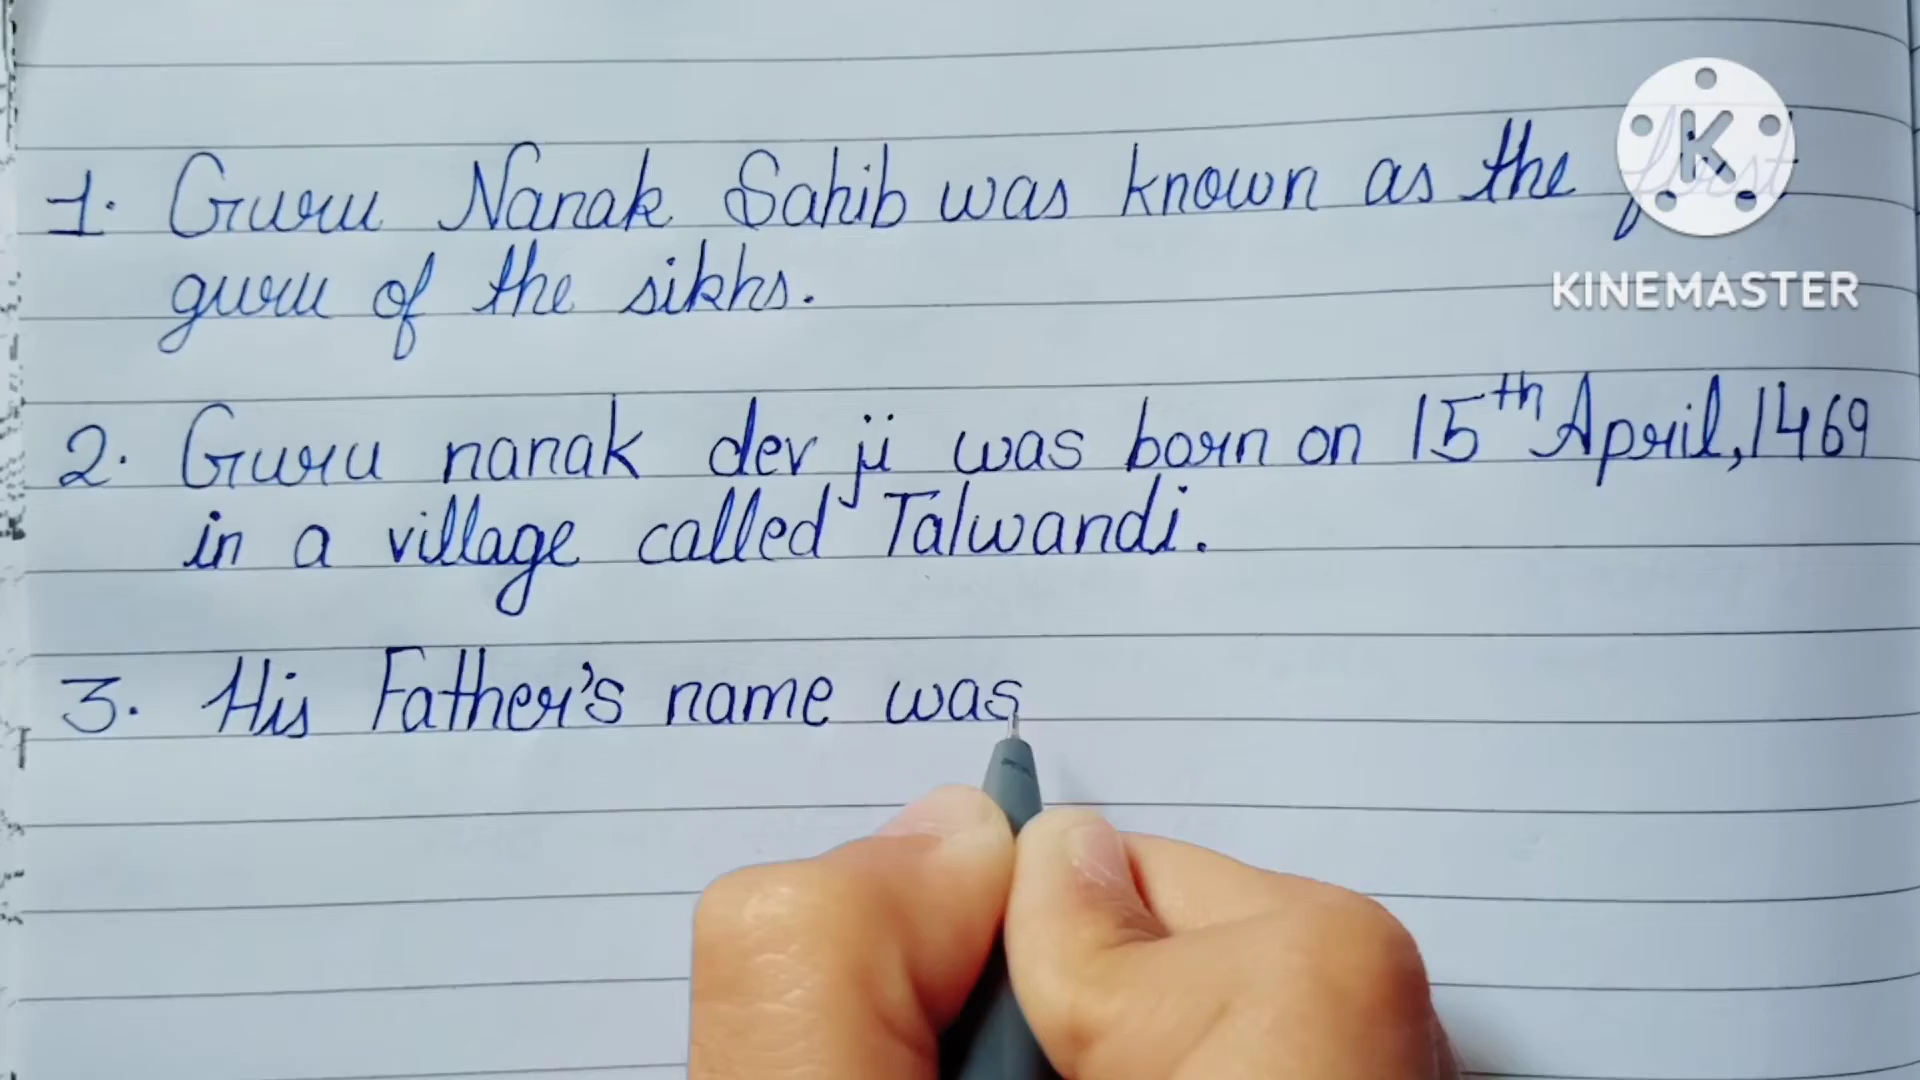 1. Guru Nanak Sahib was known as the first
guru of the sikhs.
2. Guru nanak dev ji was born on 15th April, 1469
in a village called Talwandi.
3. His Father's name was
K
KINEMASTER